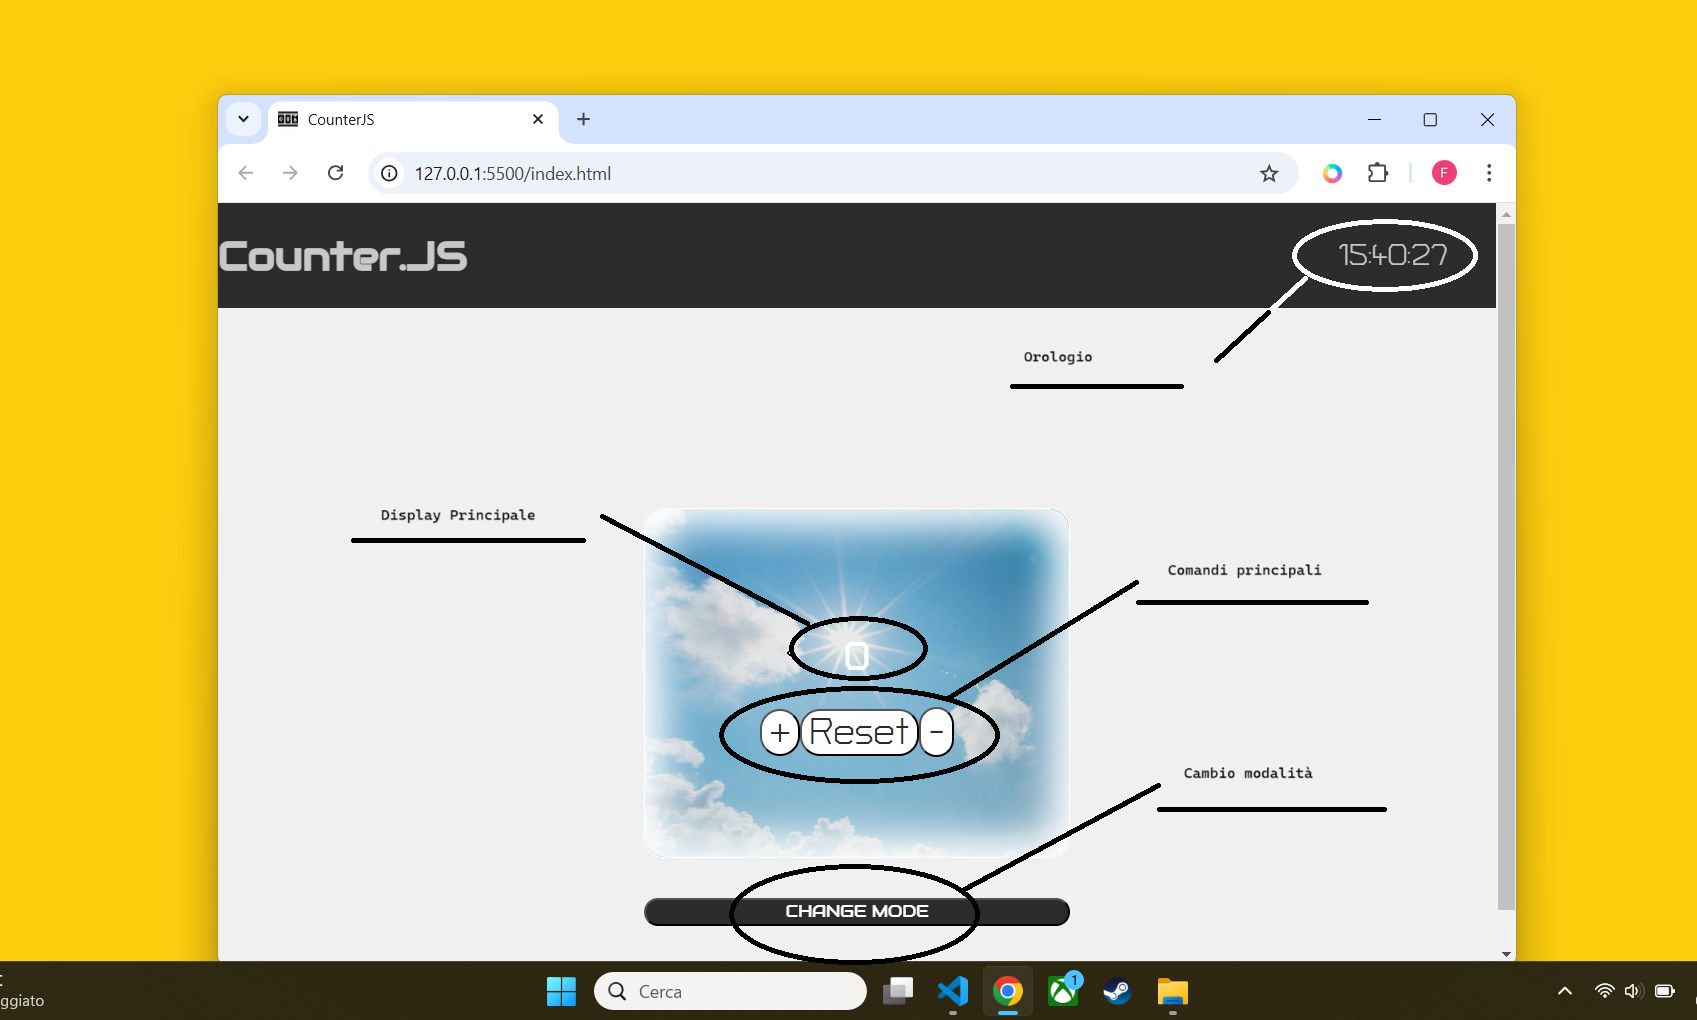 CounterJS
127.0.0.1:5500/index.html
F
Counter.JS
15:40:27
Orologio
Display Principale
Comandi principali
0
+ Reset -
Cambio modalità
CHANGE MODE
ggiato
Cerca
1